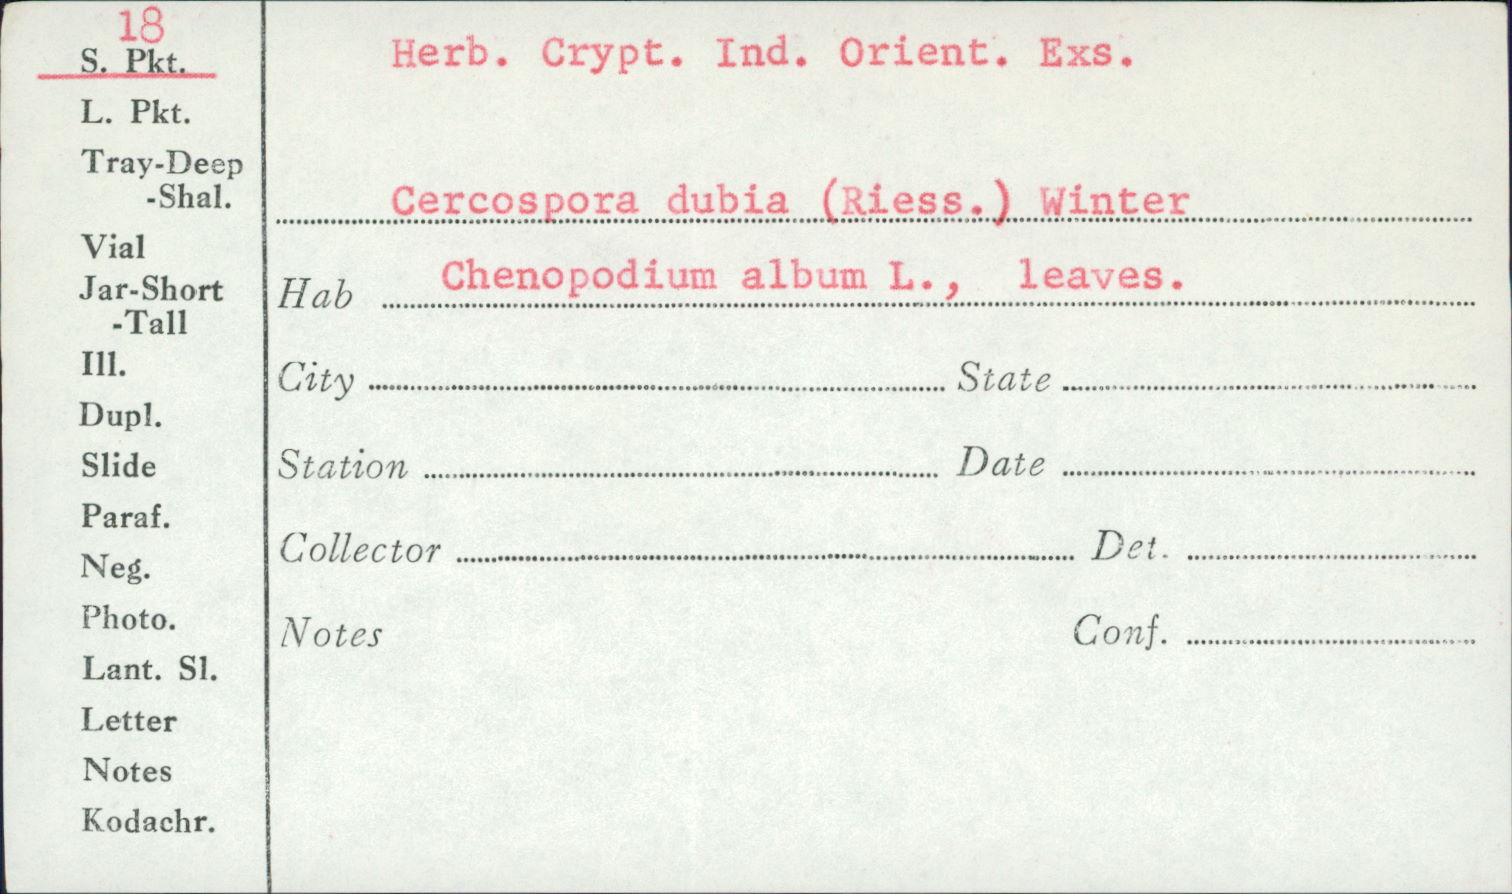 18
S. Pkt.
L. Pkt.
Tray-Deep
-Shal.
Vial
Jar-Short
-Tall
Ill.
Dupl.
Slide
Paraf.
Neg.
Photo.
Lant. Sl.
Letter
Notes
Kodachr.
Herb. Crypt. Ind. Orient. Exs.
Cercospora dubia (Riess.) Winter
Hab Chenopodium album L., leaves.
City State
Station Date
Collector Det.
Notes Conf.